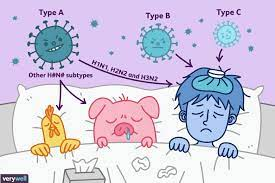 Type A
Type B
Type C
H1N1, H2N2 and H3N2
Other H#N# subtypes
verywell